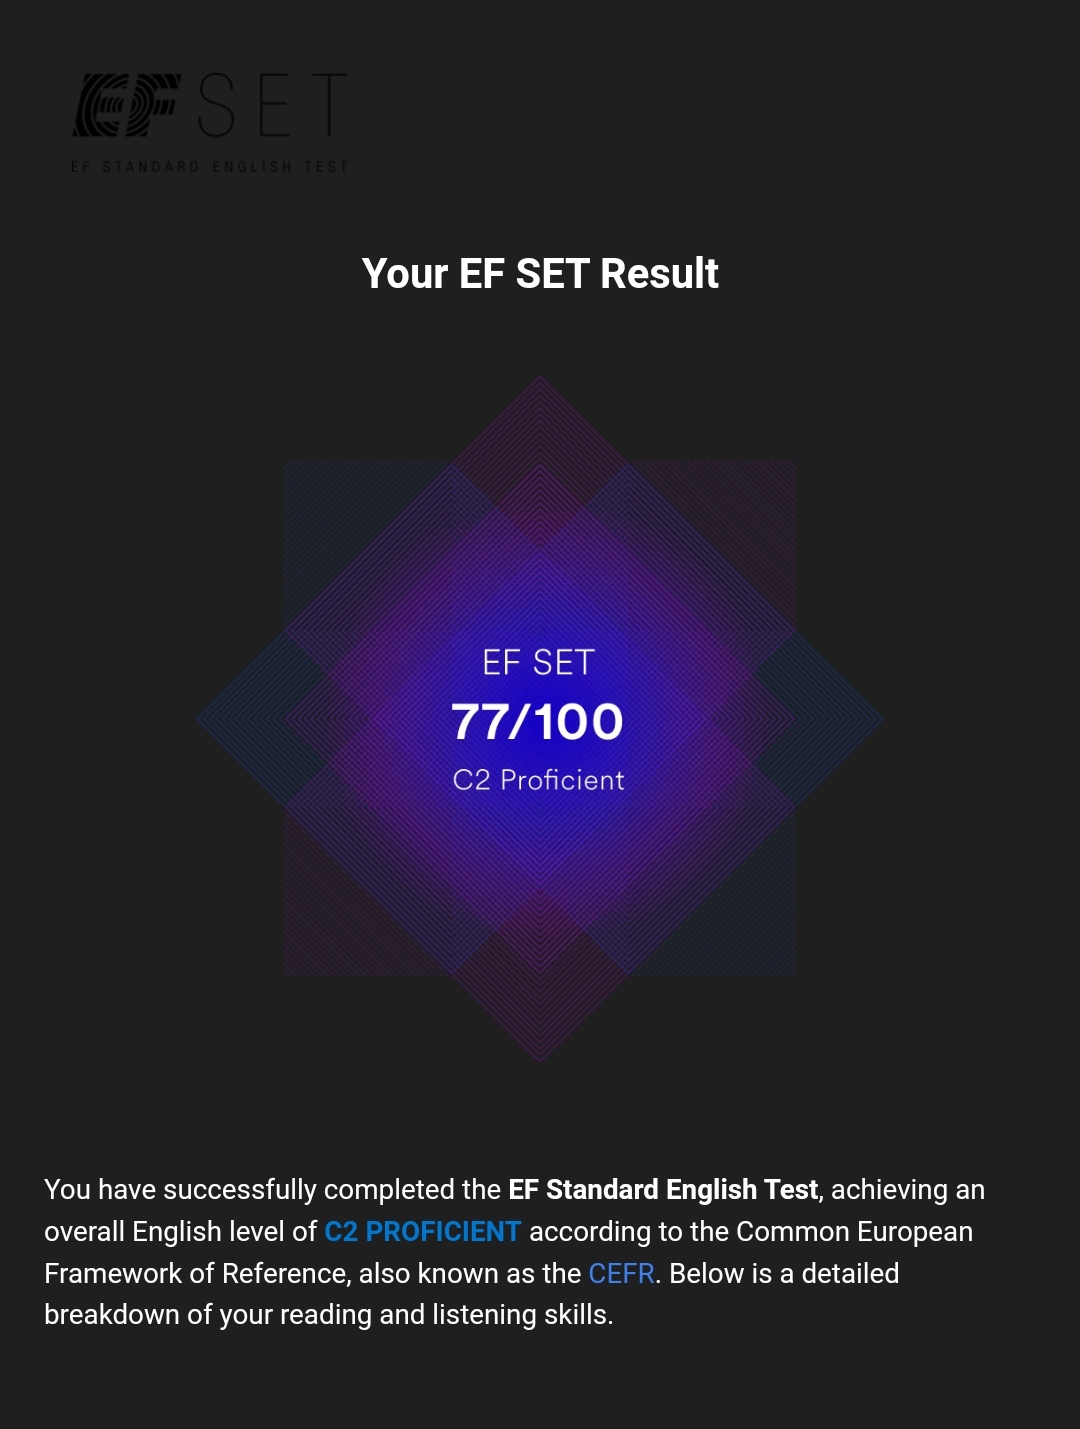 EF SET
EF STANDARD ENGLISH TEST
Your EF SET Result
EF SET
77/100
C2 Proficient
You have successfully completed the EF Standard English Test, achieving an
overall English level of C2 PROFICIENT according to the Common European
Framework of Reference, also known as the CEFR. Below is a detailed
breakdown of your reading and listening skills.